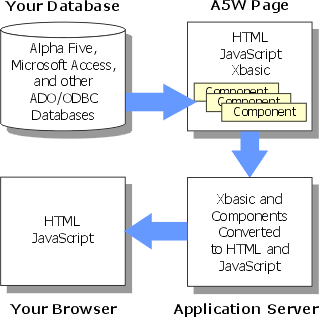 Your Database
A5W Page
Alpha Five,
Microsoft Access,
and other
ADO/ODBC
Databases
HTML
JavaScript
Xbasic
Component
Component
Component
HTML
JavaScript
Xbasic and
Components
Converted
to HTML and
JavaScript
Your Browser
Application Server